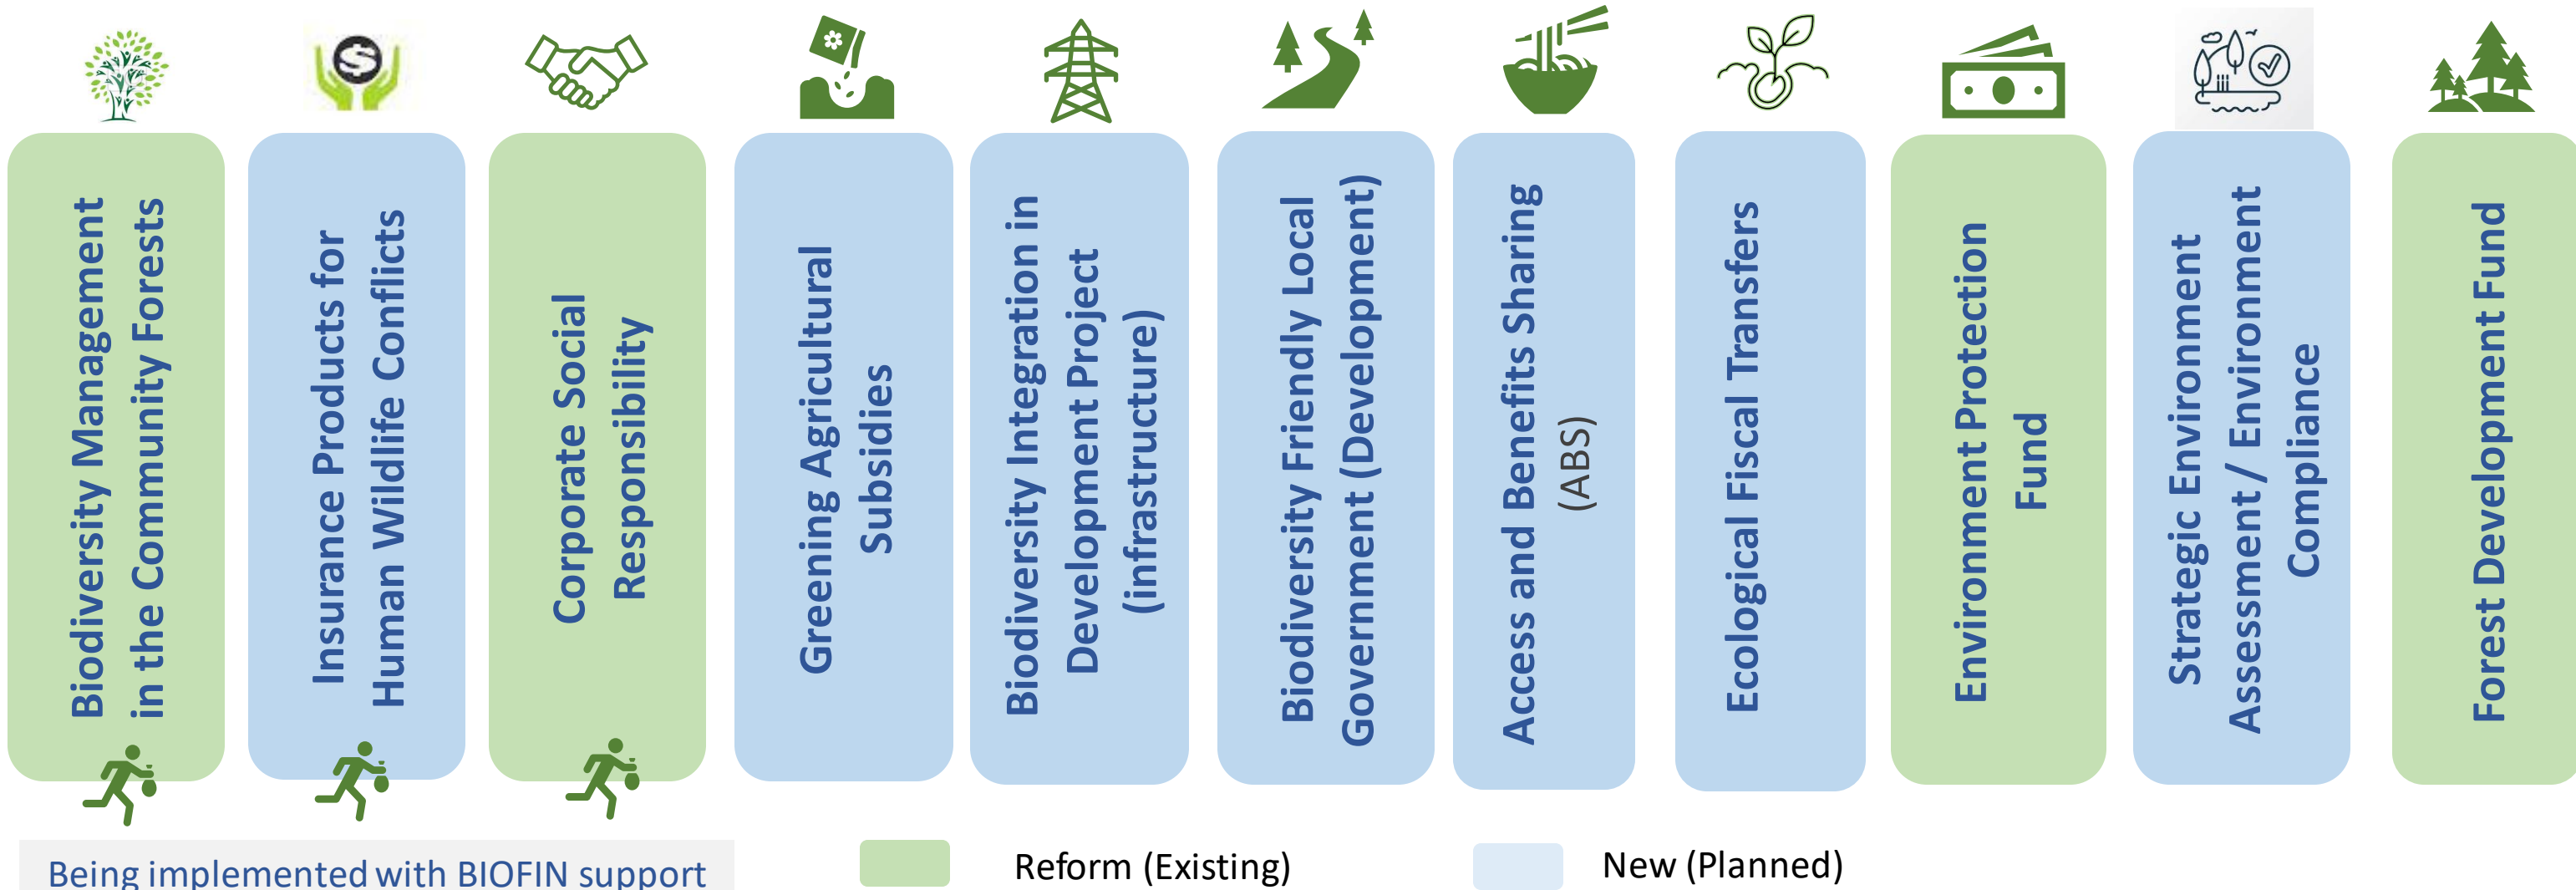 Biodiversity Management
in the Community Forests
Insurance Products for
Human Wildlife Conflicts
Corporate Social
Responsibility
Greening Agricultural
Subsidies
Biodiversity Integration in
Development Project
(infrastructure)
Biodiversity Friendly Local
Government (Development)
Access and Benefits Sharing
(ABS)
Ecological Fiscal Transfers
Environment Protection
Fund
Strategic Environment
Assessment / Environment
Compliance
Forest Development Fund
Being implemented with BIOFIN support
Reform (Existing)
New (Planned)